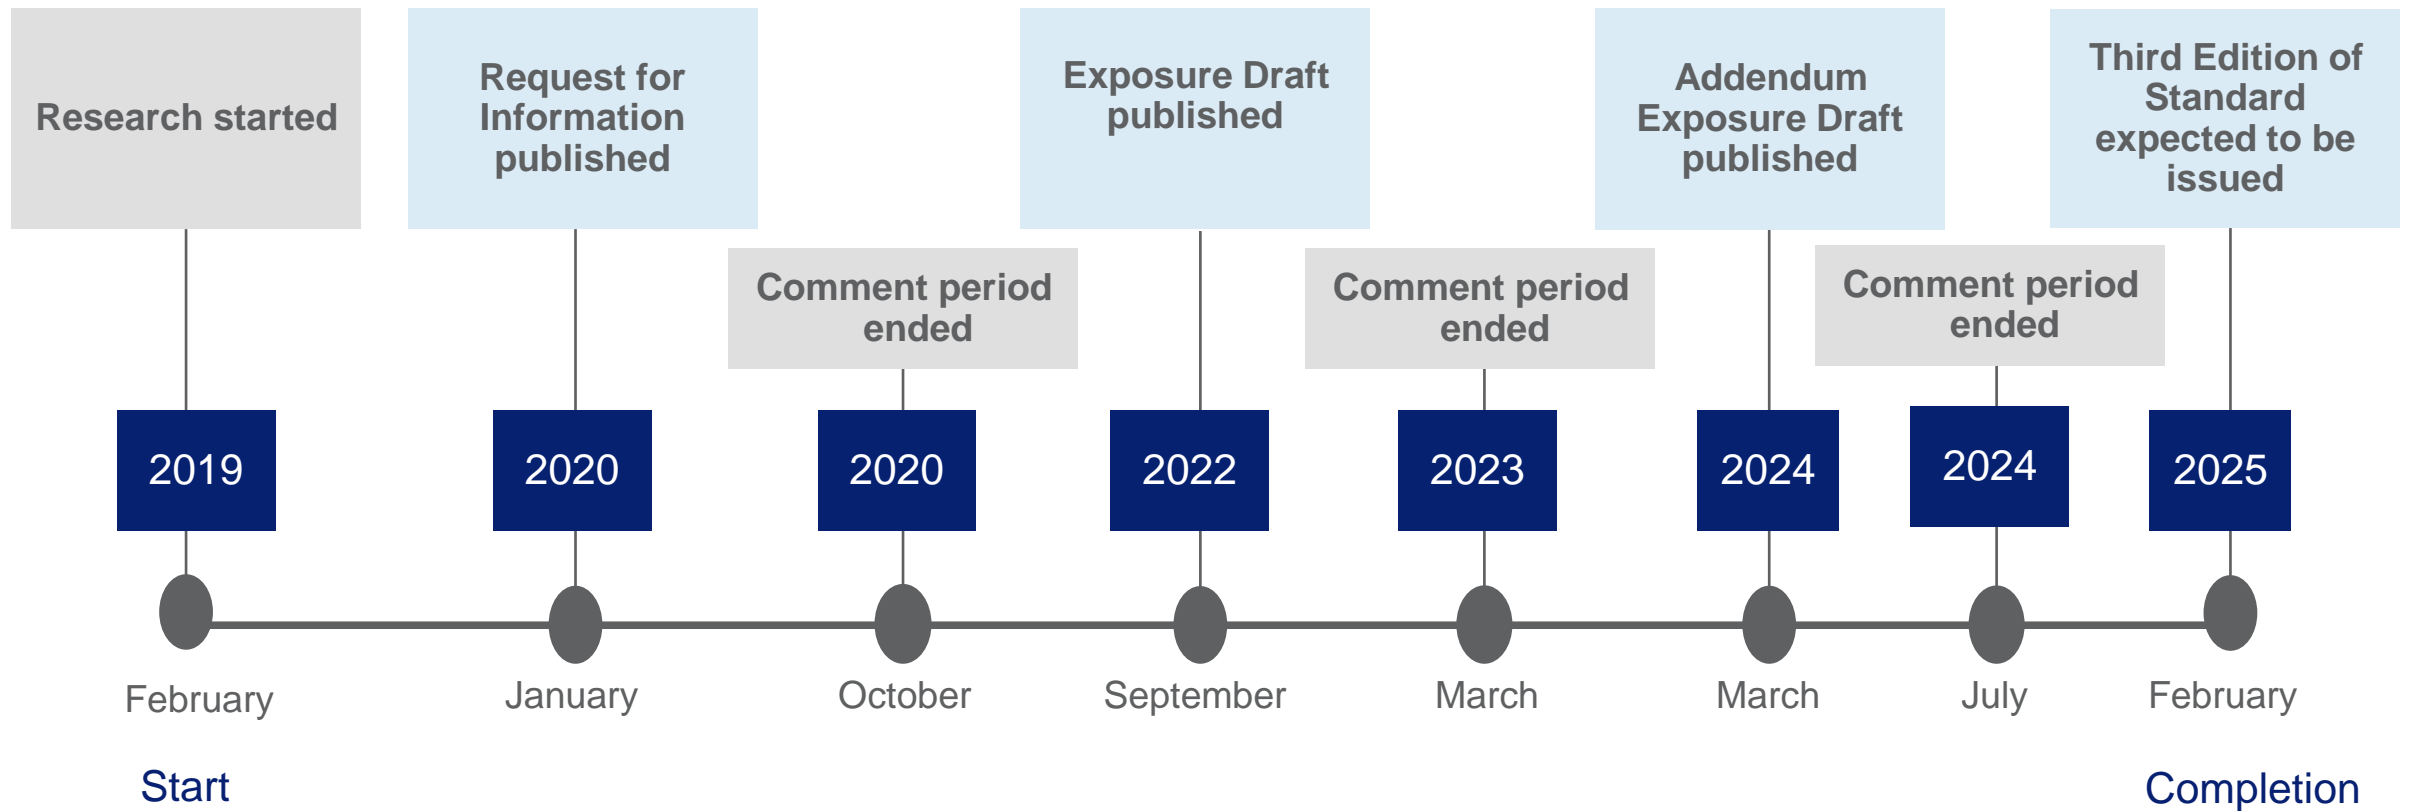 Research started
Request for
Information
published
Exposure Draft
published
Addendum
Exposure Draft
published
Third Edition of
Standard
expected to be
issued
Comment period
ended
Comment period
ended
Comment period
ended
2019
2020
2020
2022
2023
2024
2024
2025
February
January
October
September
March
March
July
February
Start
Completion